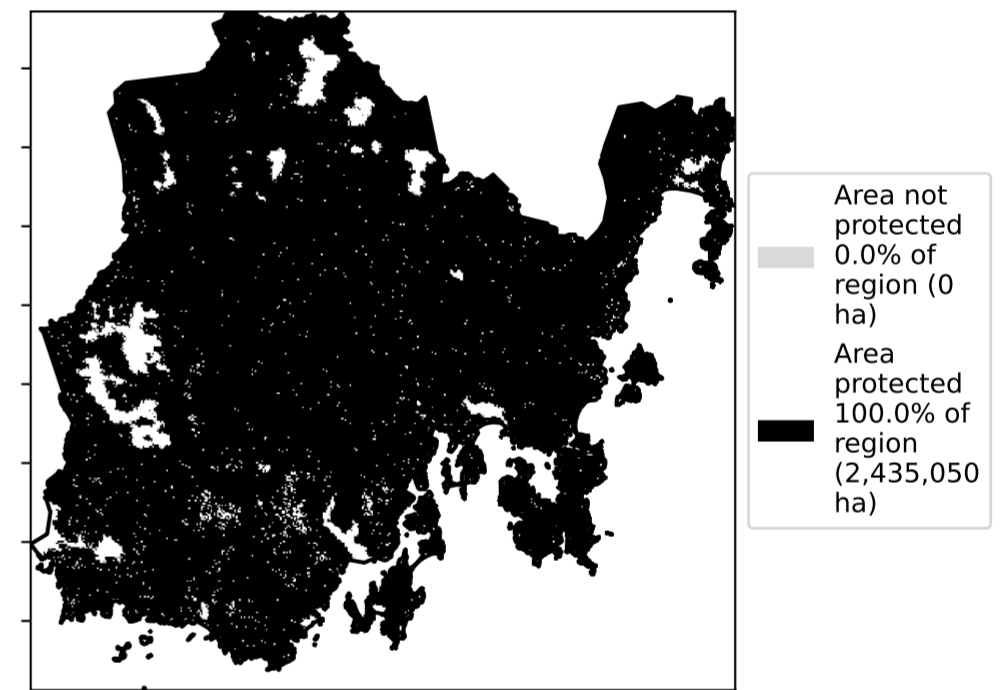 Area not
protected
0.0% of
region (0
ha)
Area
protected
100.0% of
region
(2,435,050
ha)